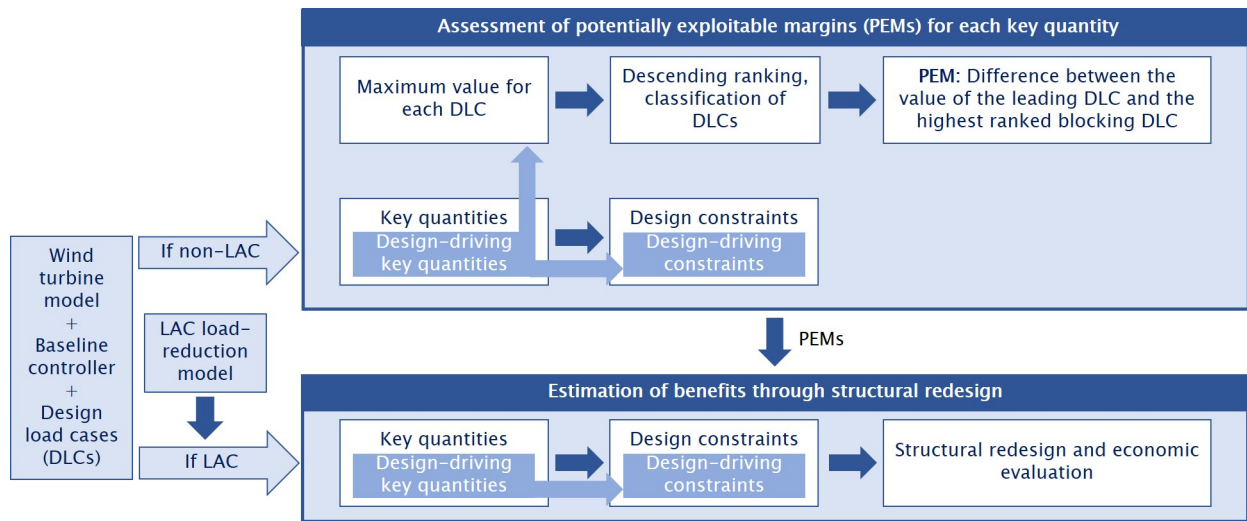 Assessment of potentially exploitable margins (PEMs) for each key quantity
Maximum value for
each DLC
Descending ranking,
classification of
DLCs
PEM: Difference between the
value of the leading DLC and the
highest ranked blocking DLC
Key quantities
Design-driving
key quantities
Design constraints
Design-driving
constraints
Wind
turbine
model
+
Baseline
controller
+
Design
load cases
(DLCs)
If non-LAC
LAC load-
reduction
model
If LAC
PEMs
Estimation of benefits through structural redesign
Key quantities
Design-driving
key quantities
Design constraints
Design-driving
constraints
Structural redesign and economic
evaluation